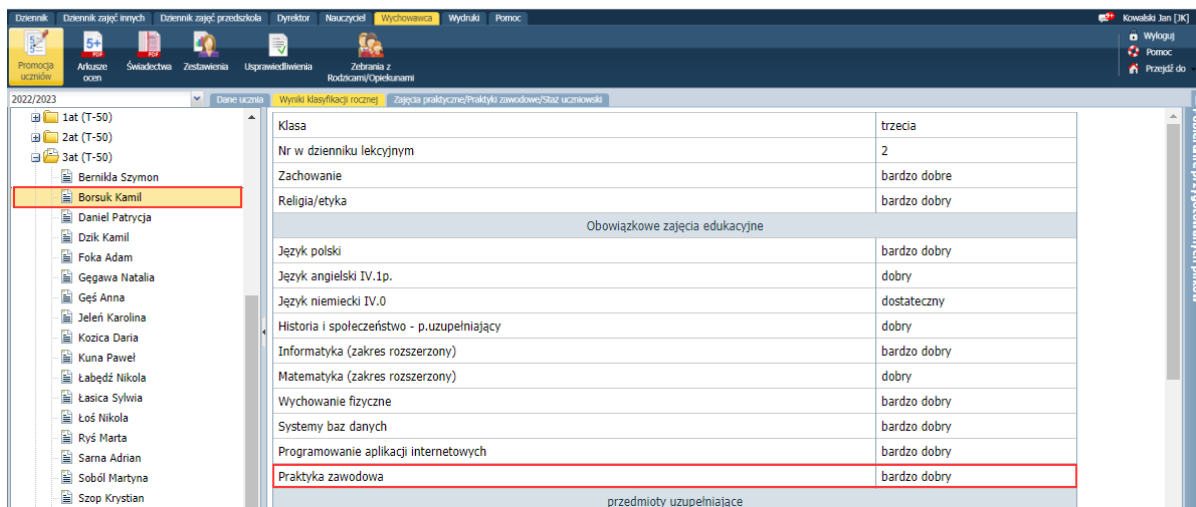 Dziennik Dziennik zajęć innych Dziennik zajęć przedszkola Dyrektor Nauczyciel Wychowawca Wydruki Pomoc Kowalski Jan [JK]
Wyloguj
Pomoc
Przejdź do
Promocja uczniów
Arkusze ocen
Świadectwa
Zestawienia
Usprawiedliwienia
Zebrania z Rodzicami/Opiekunami
2022/2023 Dane ucznia Wyniki klasyfikacji rocznej Zajęcia praktyczne/Praktyki zawodowe/Staż uczniowski
1at (T-50)
2at (T-50)
3at (T-50)
Bernikla Szymon
Borsuk Kamil
Daniel Patrycja
Dzik Kamil
Foka Adam
Gęgawa Natalia
Gęś Anna
Jeleń Karolina
Kozica Daria
Kuna Paweł
Łabędź Nikola
Łasica Sylwia
Łoś Nikola
Ryś Marta
Sarna Adrian
Soból Martyna
Szop Krystian
Klasa trzecia
Nr w dzienniku lekcyjnym 2
Zachowanie bardzo dobre
Religia/etyka bardzo dobry
Obowiązkowe zajęcia edukacyjne
Język polski bardzo dobry
Język angielski IV.1p. dobry
Język niemiecki IV.0 dostateczny
Historia i społeczeństwo - p.uzupełniający dobry
Informatyka (zakres rozszerzony) bardzo dobry
Matematyka (zakres rozszerzony) dobry
Wychowanie fizyczne bardzo dobry
Systemy baz danych bardzo dobry
Programowanie aplikacji internetowych bardzo dobry
Praktyka zawodowa bardzo dobry
przedmioty uzupełniające